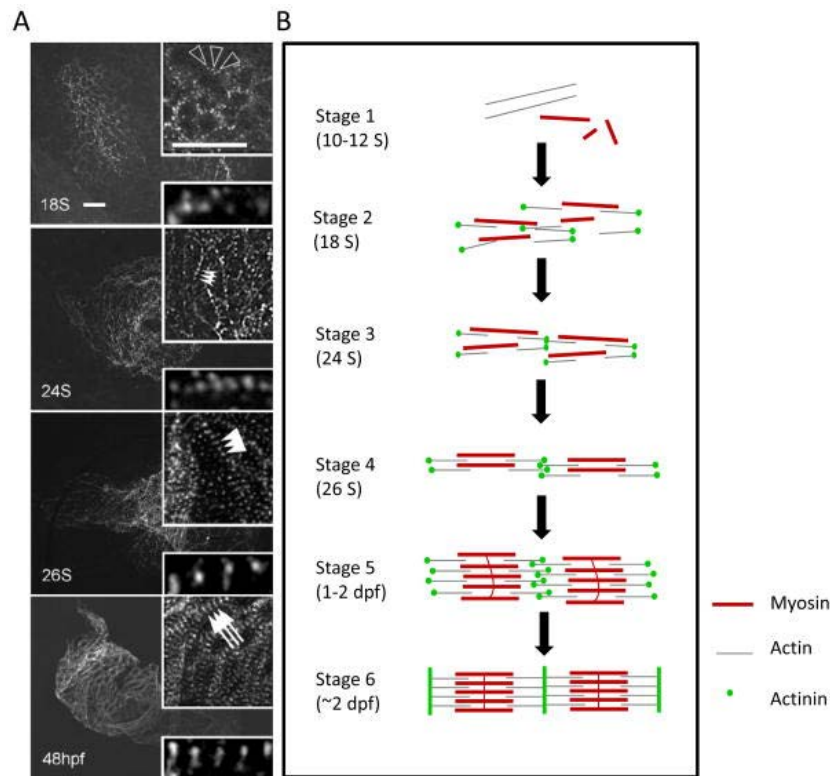 A
B
18S
24S
26S
48hpf
Stage 1
(10-12 S)
Stage 2
(18 S)
Stage 3
(24 S)
Stage 4
(26 S)
Stage 5
(1-2 dpf)
Stage 6
(~2 dpf)
Myosin
Actin
Actinin